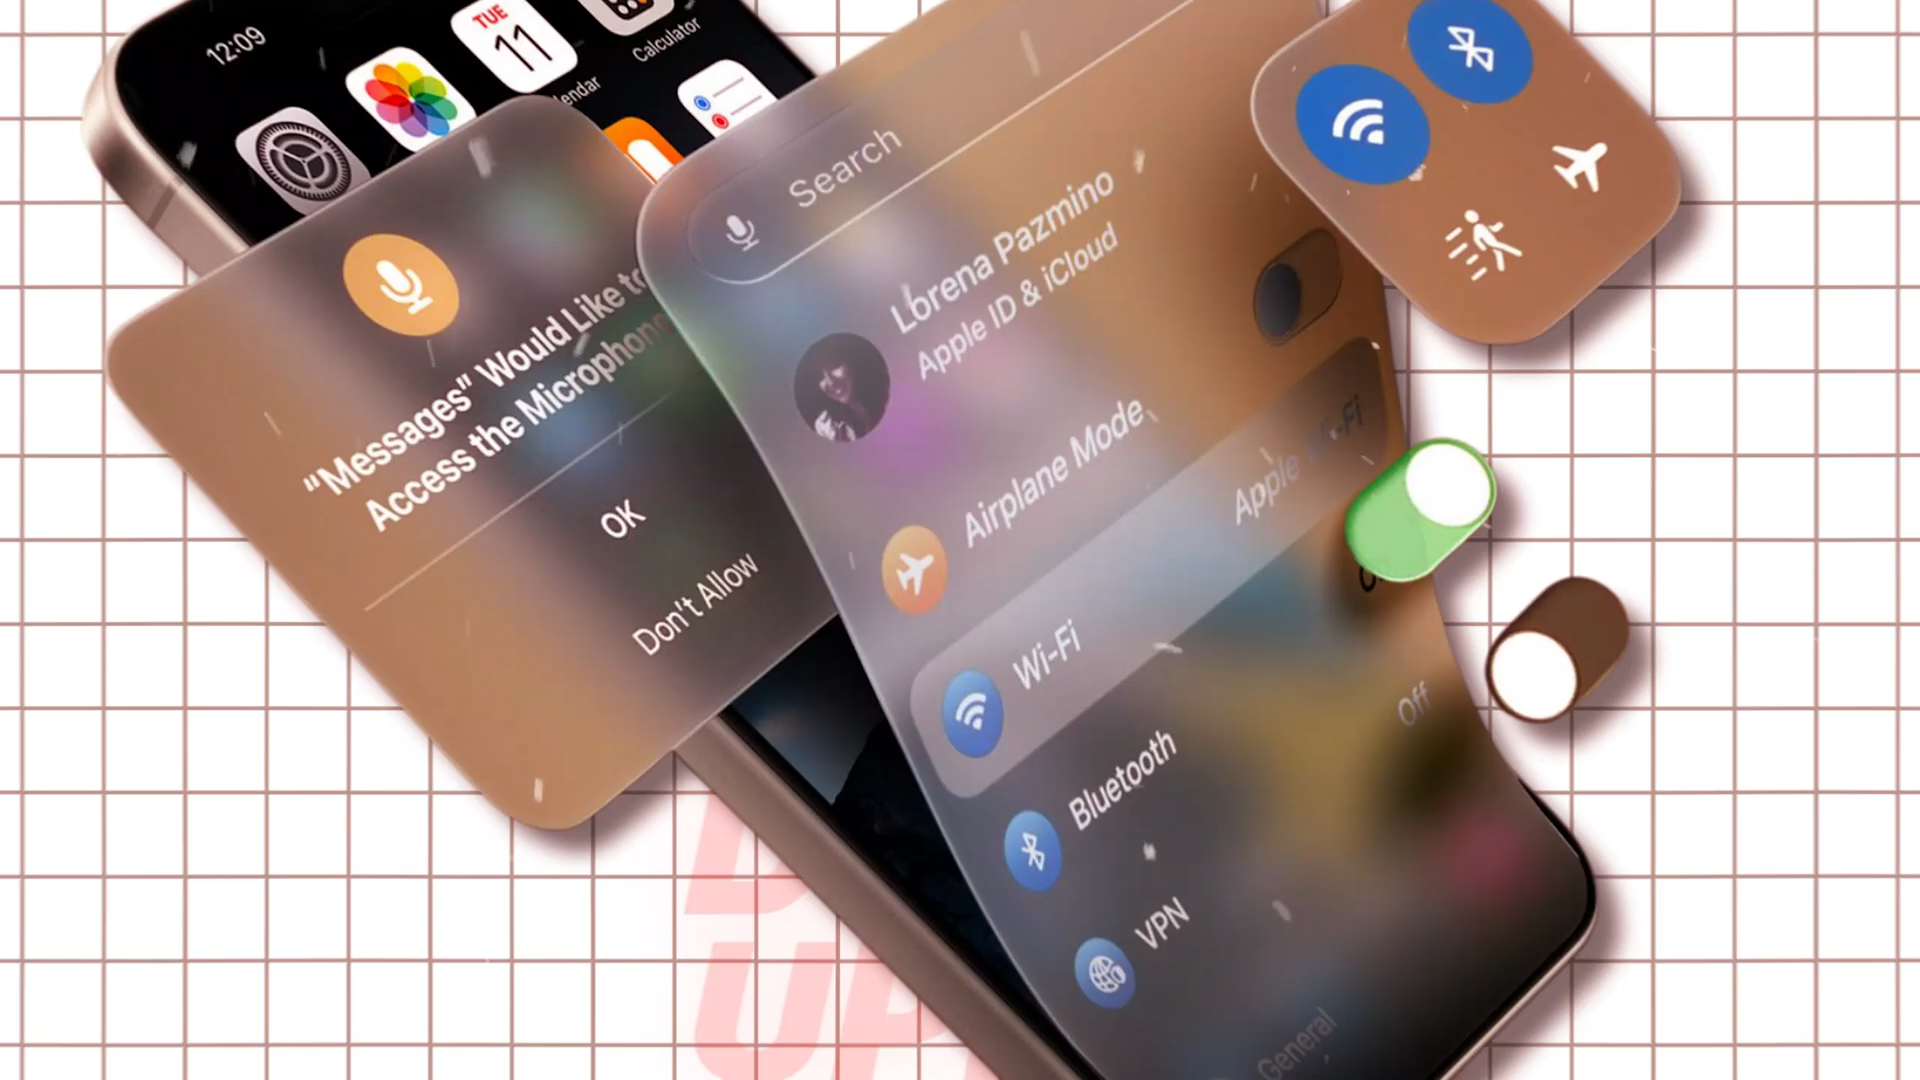 12:09
TUE
11
Calculator
"Messages" Would Like to
Access the Microphone
OK
Don't Allow
Search
Lorena Pazmino
Apple ID & iCloud
Airplane Mode
Wi-Fi
Apple Wi-Fi
Bluetooth
Off
VPN
General